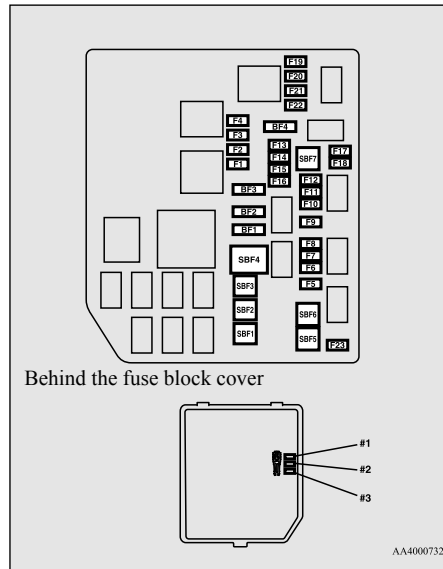 F19
F20
F21
F22
F4
F3
F2
F1
BF4
F13
F14
F15
F16
SBF7
F17
F18
BF3
F12
F11
F10
BF2
F9
BF1
F8
F7
F6
F5
SBF4
SBF3
SBF2
SBF1
SBF6
SBF5
F23
Behind the fuse block cover
#1
#2
#3
AA4000732